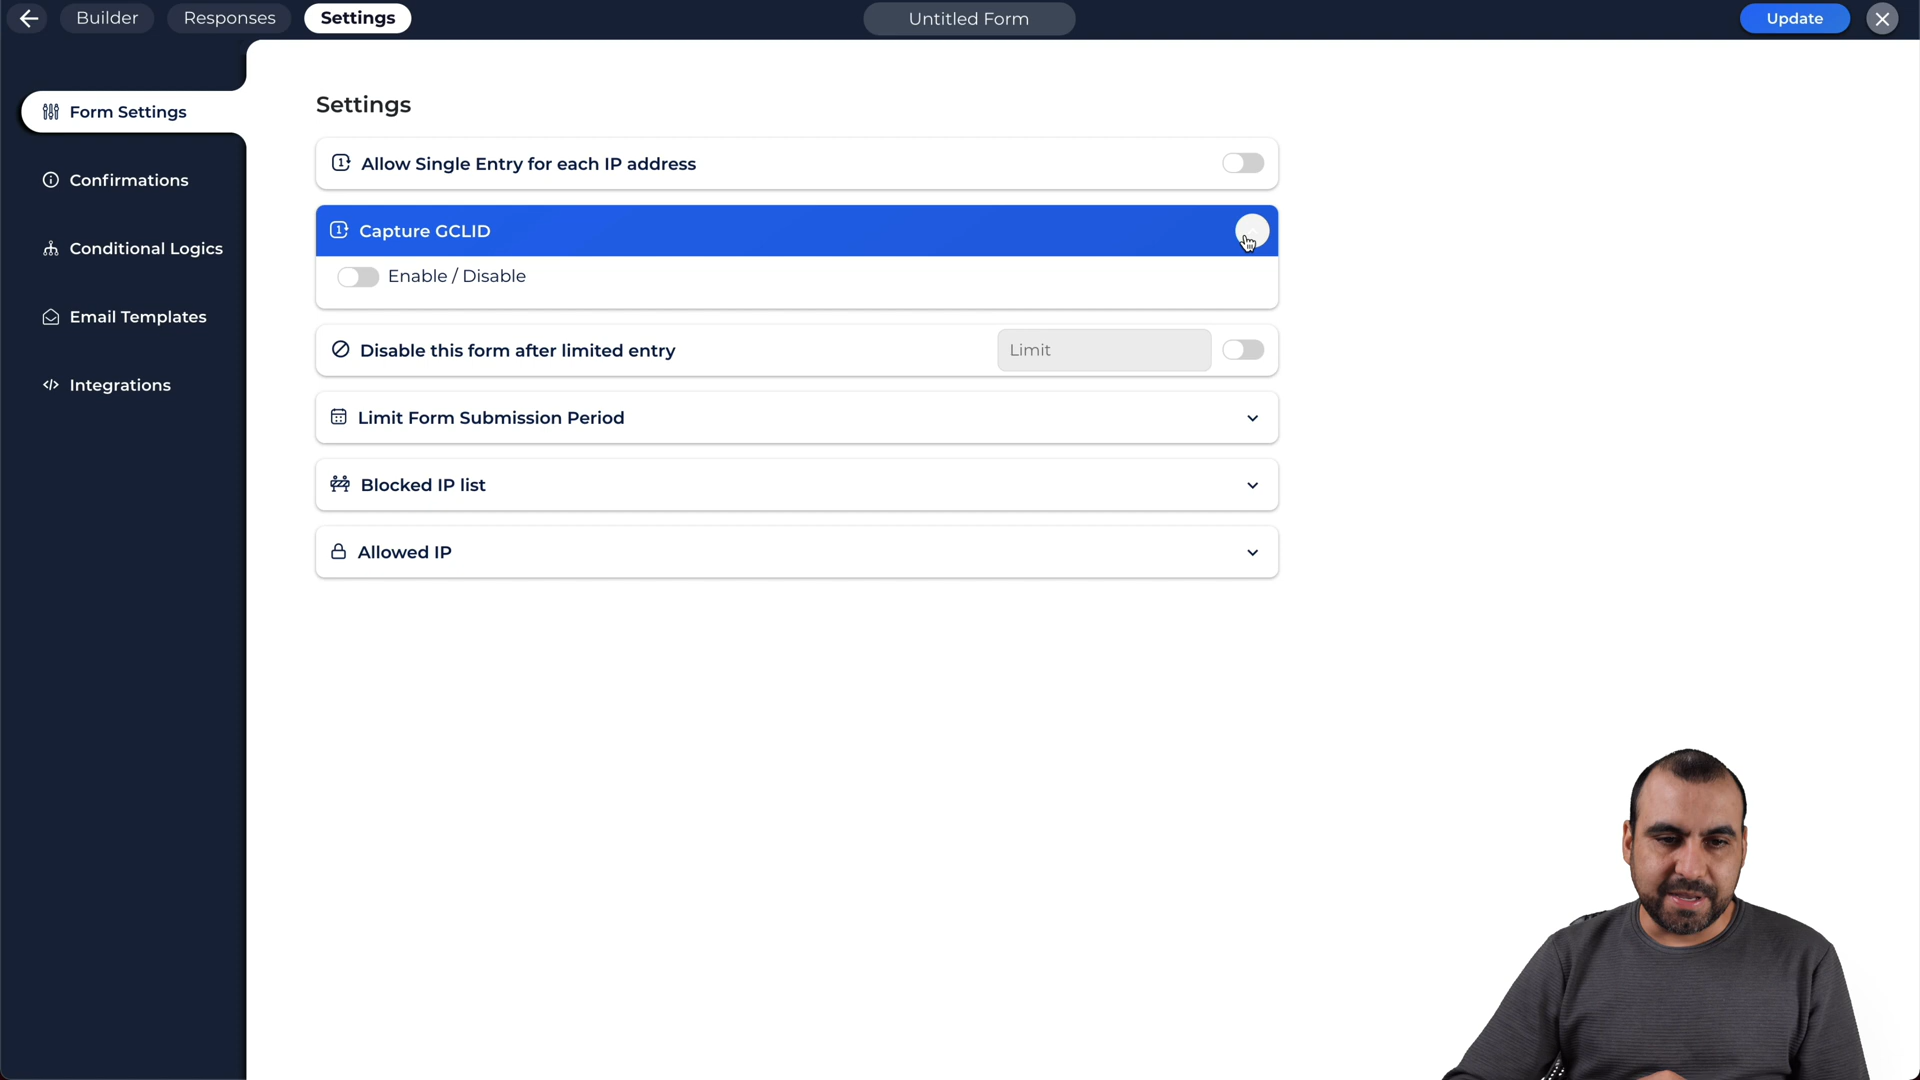 Builder
Responses
Settings
Untitled Form
Update
Form Settings
Confirmations
Conditional Logics
Email Templates
Integrations
Settings
Allow Single Entry for each IP address
Capture GCLID
Enable / Disable
Disable this form after limited entry
Limit
Limit Form Submission Period
Blocked IP list
Allowed IP